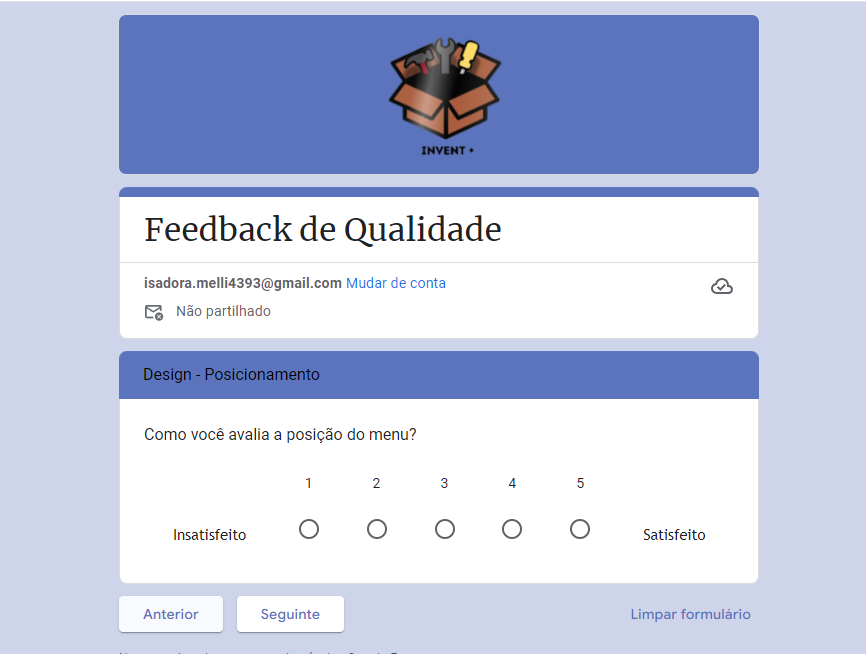 INVENT +
Feedback de Qualidade
isadora.melli4393@gmail.com Mudar de conta
Não partilhado
Design - Posicionamento
Como você avalia a posição do menu?
1 2 3 4 5
Insatisfeito Satisfeito
Anterior Seguinte Limpar formulário